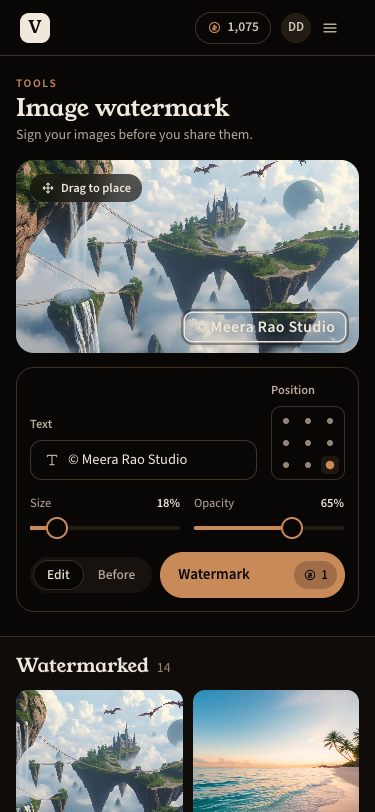 V
1,075
DD
TOOLS
Image watermark
Sign your images before you share them.
Drag to place
© Meera Rao Studio
Position
Text
© Meera Rao Studio
Size 18%
Opacity 65%
Edit
Before
Watermark
1
Watermarked 14